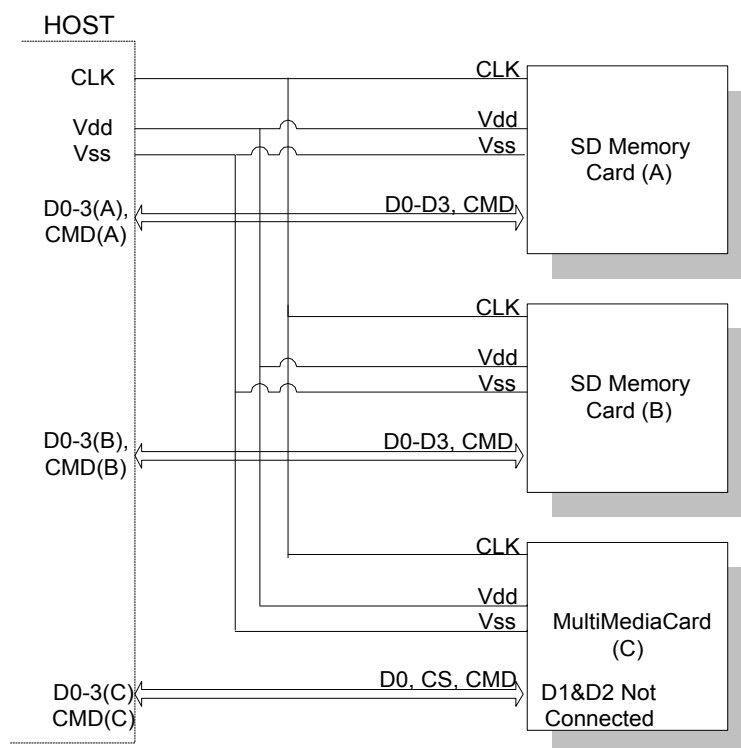 HOST
CLK
CLK
Vdd
Vdd
Vss
Vss
SD Memory
Card (A)
D0-3(A),
CMD(A)
D0-D3, CMD
CLK
Vdd
Vss
SD Memory
Card (B)
D0-3(B),
CMD(B)
D0-D3, CMD
CLK
Vdd
Vss
MultiMediaCard
(C)
D0-3(C)
CMD(C)
D0, CS, CMD
D1&D2 Not
Connected